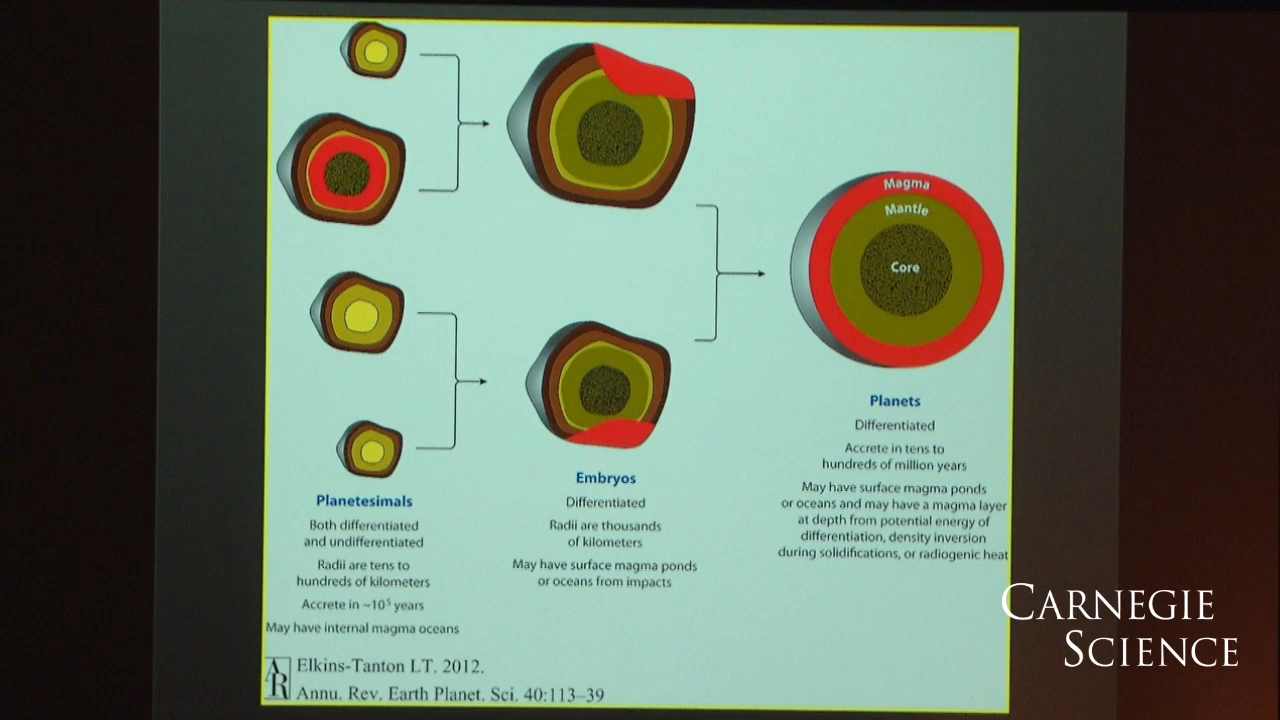 Magma
Mantle
Core
Planetesimals
Both differentiated
and undifferentiated
Radii are tens to
hundreds of kilometers
Accrete in ~10⁵ years
May have internal magma oceans
Embryos
Differentiated
Radii are thousands
of kilometers
May have surface magma ponds
or oceans from impacts
Planets
Differentiated
Accrete in tens to
hundreds of million years
May have surface magma ponds
or oceans and may have a magma layer
at depth from potential energy of
differentiation, density inversion
during solidifications, or radiogenic heat
AR
Elkins-Tanton LT. 2012.
Annu. Rev. Earth Planet. Sci. 40:113–39
CARNEGIE
SCIENCE